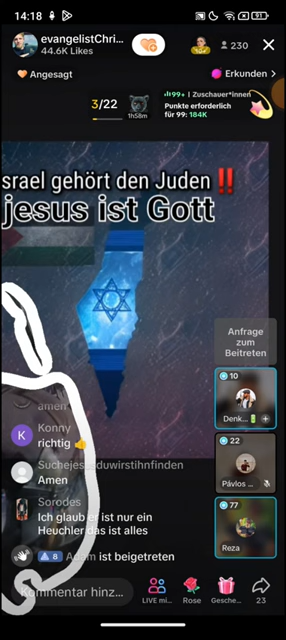 14:18
91
evangelistChri...
44.6K Likes
230
Angesagt
Erkunden >
3/22
1h58m
99+ | Zuschauer*innen
Punkte erforderlich
für 99: 184K
srael gehört den Juden ‼️
jesus ist Gott
Anfrage
zum
Beitreten
10
Denk...
22
Pávlos ...
77
Reza
amen
Konny
richtig 👍
Suchejesusduwirstihnfinden
Amen
Sorodes
Ich glaub er ist nur ein
Heuchler das ist alles
8 Adam ist beigetreten
Kommentar hinz...
LIVE mi...
Rose
Gesche...
23